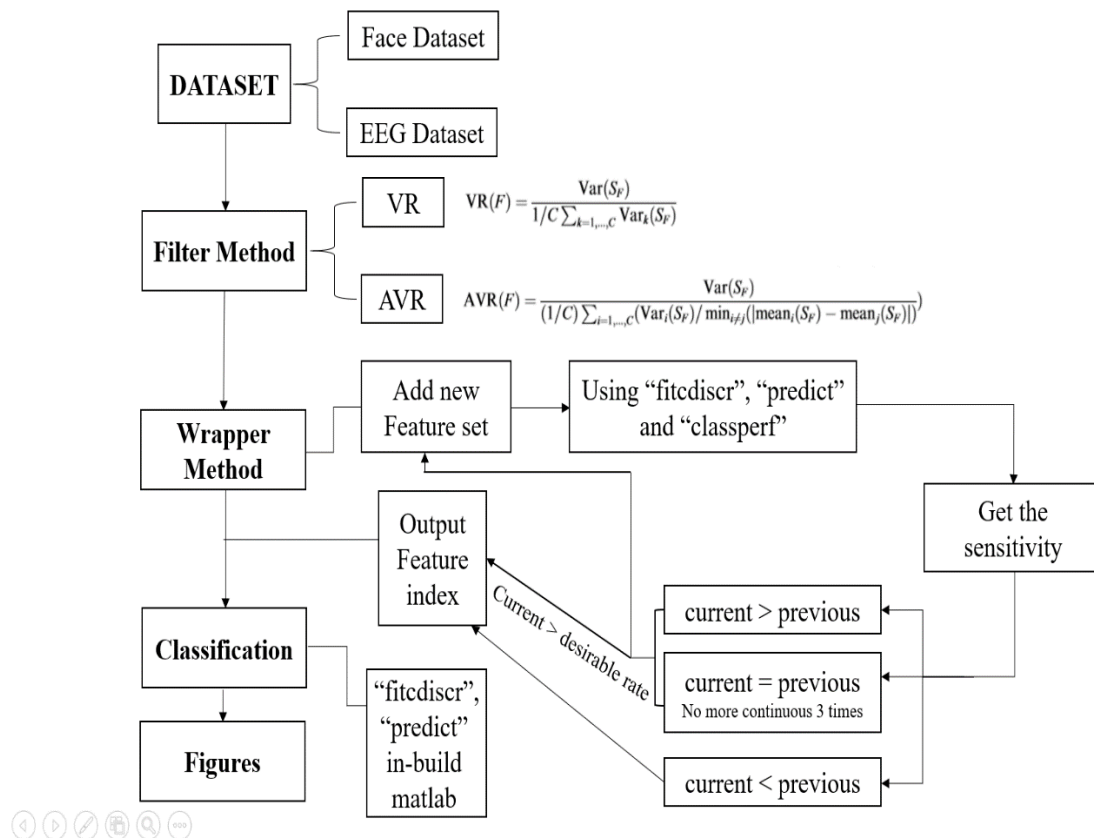 Face Dataset
DATASET
EEG Dataset
VR
VR(F) = Var(S_F) / 1/C ∑_{k=1,...,C} Var_k(S_F)
Filter Method
AVR
AVR(F) = Var(S_F) / (1/C) ∑_{i=1,...,C} (Var_i(S_F)/ min_{i≠j}(|mean_i(S_F) − mean_j(S_F)|))
Add new
Feature set
Using “fitcdiscr”, “predict”
and “classperf”
Wrapper
Method
Get the
sensitivity
Output
Feature
index
Current > desirable rate
current > previous
current = previous
No more continuous 3 times
current < previous
Classification
“fitcdiscr”,
“predict”
in-build
matlab
Figures